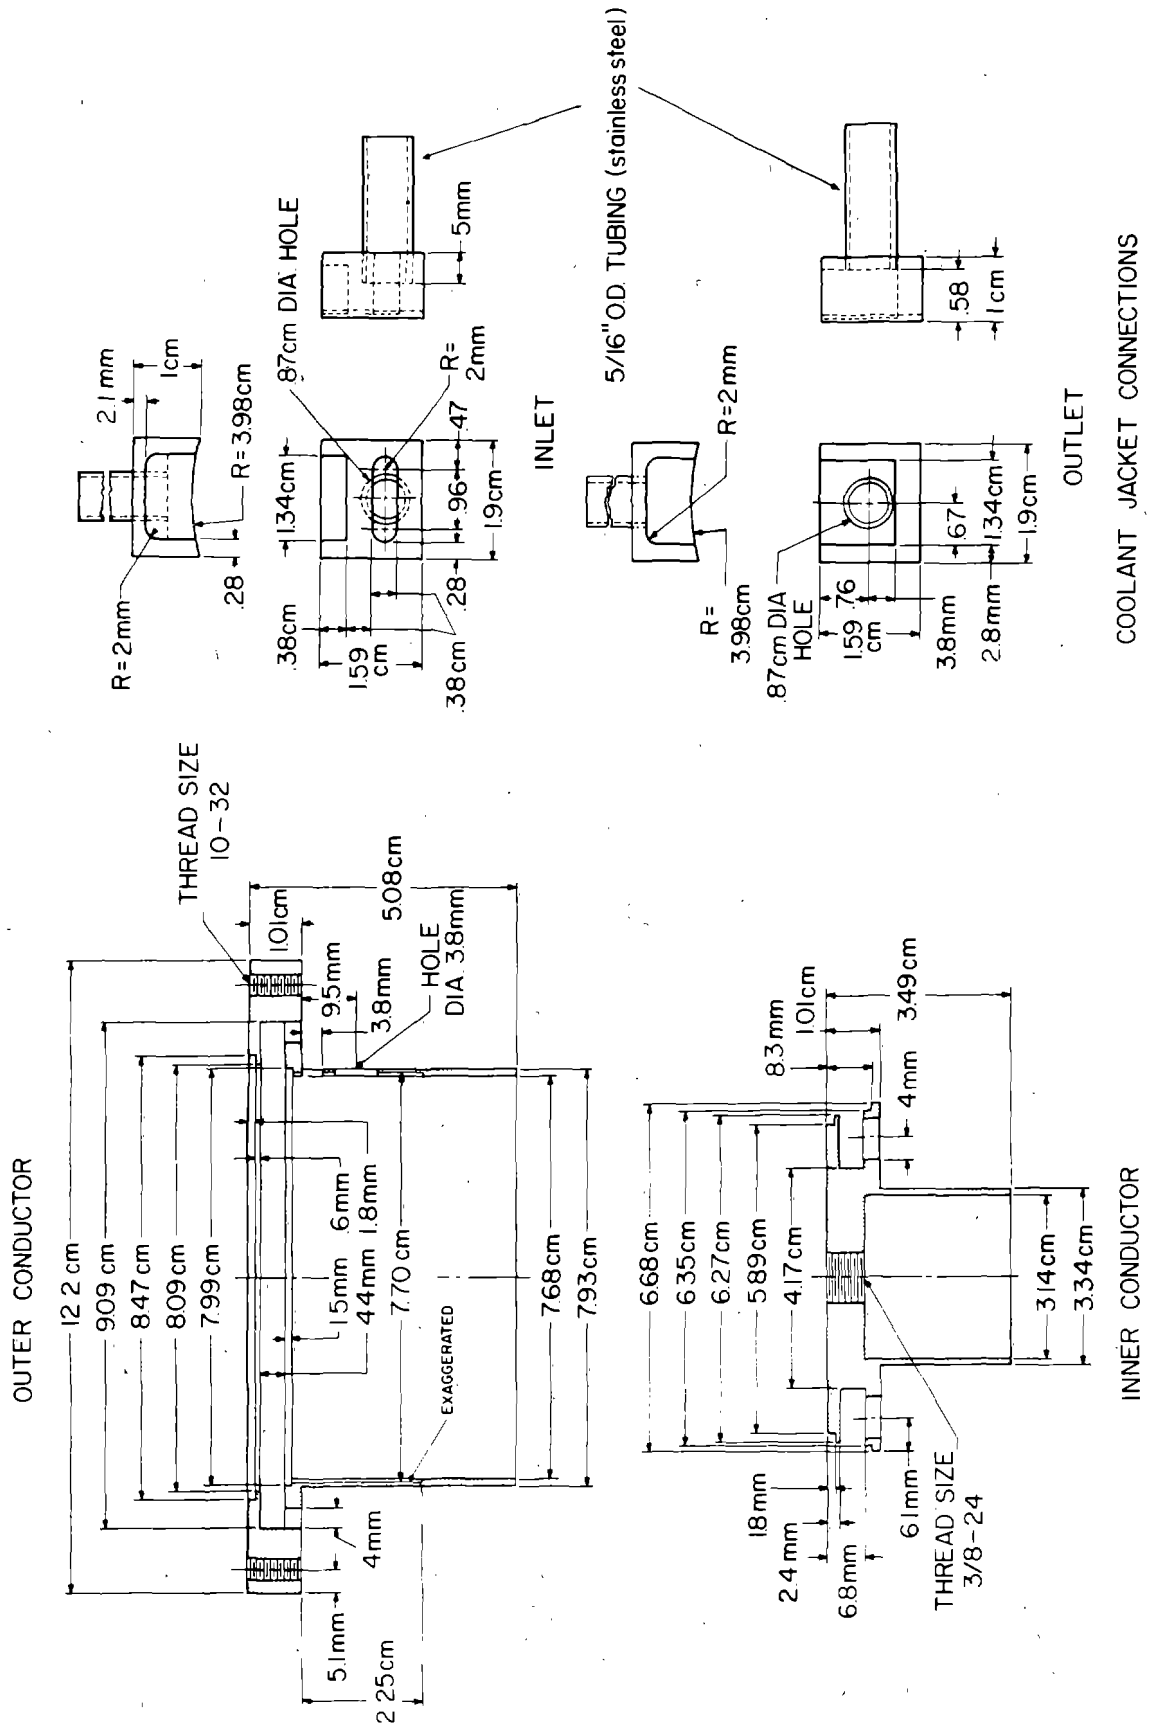 OUTER CONDUCTOR
12.2 cm
9.09 cm
8.47 cm
8.09 cm
7.99 cm
THREAD SIZE
10-32
1.01cm
5.08cm
9.5mm
3.8mm
HOLE
DIA. 3.8mm
1.5mm .6mm
4.4mm 1.8mm
7.70cm
EXAGGERATED
7.68cm
7.93cm
4mm
5.1mm
2.25cm
INNER CONDUCTOR
6.68cm
6.35cm
6.27cm
5.89cm
4.17cm
8.3mm
1.01cm
3.49cm
4mm
3.14cm
3.34cm
1.8mm
2.4mm
6.8mm
6.1mm
THREAD SIZE
3/8-24
R=2mm
2.1mm
1cm
R=3.98cm
.28
1.34cm
.87cm DIA. HOLE
.38cm
1.59
cm
.38cm
.28
.96
.47
1.9cm
R=
2mm
5mm
INLET
5/16" O.D. TUBING (stainless steel)
R=2mm
R=
3.98cm
.87cm DIA
HOLE
1.59
cm
.76
3.8mm
2.8mm
.67
1.34cm
1.9cm
.58
1cm
OUTLET
COOLANT JACKET CONNECTIONS